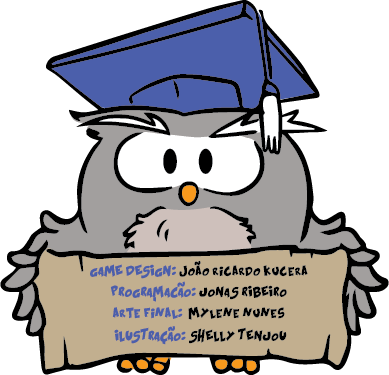 GAME DESIGN: JOÃO RICARDO KUCERA
PROGRAMAÇÃO: JONAS RIBEIRO
ARTE FINAL: MYLENE NUNES
ILUSTRAÇÃO: SHELLY TENJOU